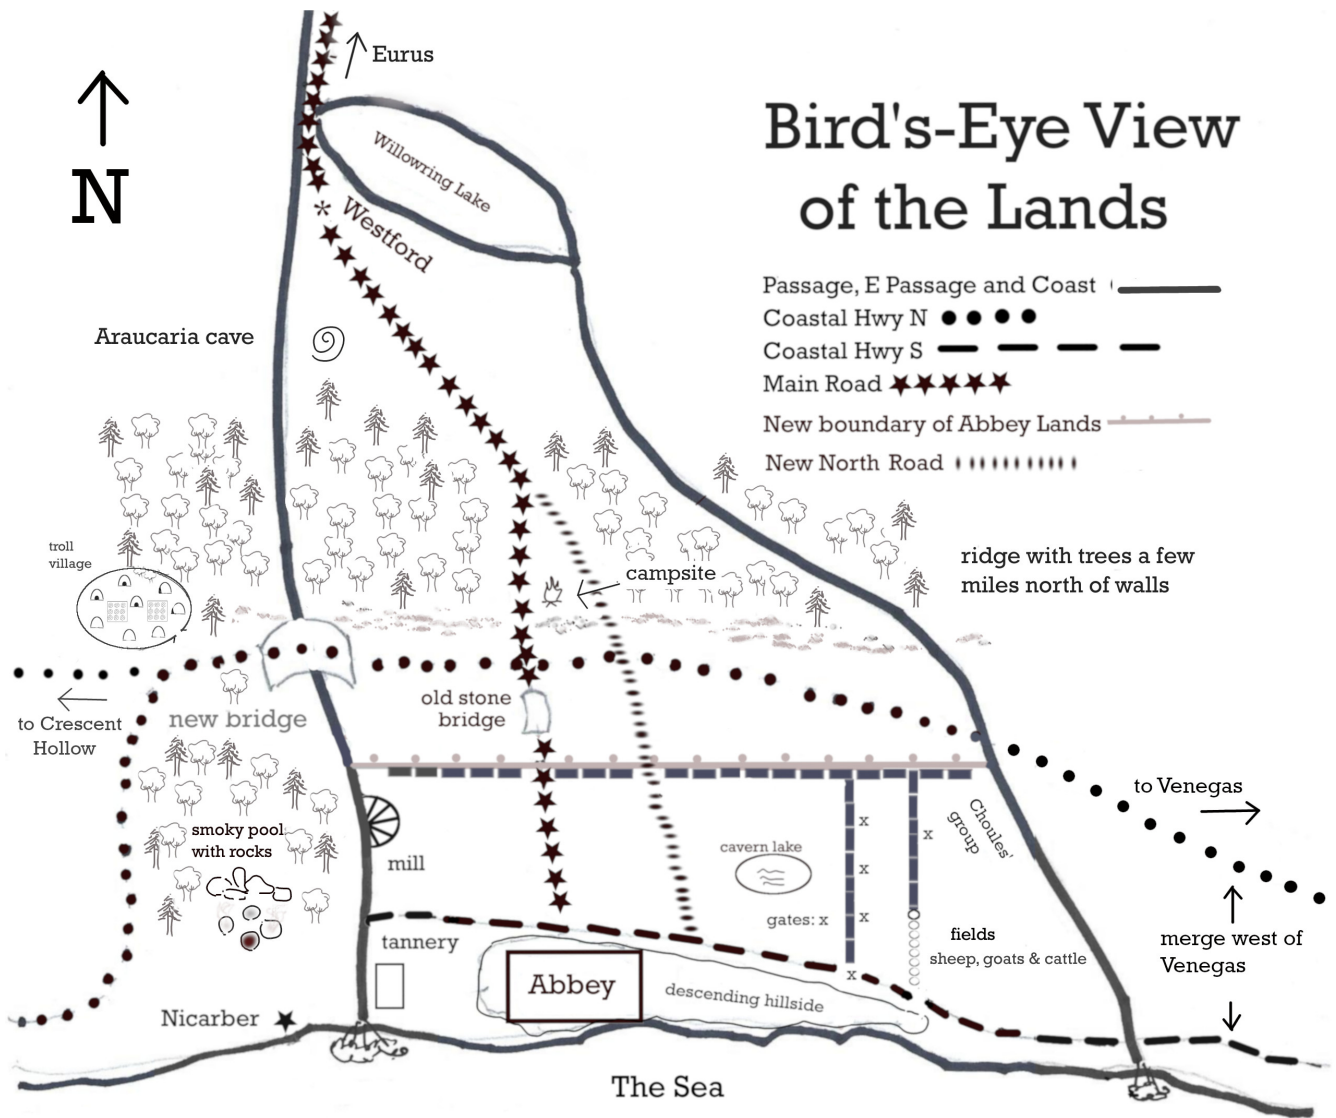 Eurus
N
Bird's-Eye View
of the Lands
Willowring Lake
Westford
Passage, E Passage and Coast
Coastal Hwy N
Coastal Hwy S
Main Road
New boundary of Abbey Lands
New North Road
Araucaria cave
troll
village
campsite
ridge with trees a few
miles north of walls
to Crescent
Hollow
new bridge
old stone
bridge
to Venegas
smoky pool
with rocks
mill
cavern lake
Choules'
group
x
x
x
x
gates: x
x
tannery
fields
sheep, goats & cattle
merge west of
Venegas
Abbey
descending hillside
Nicarber
The Sea